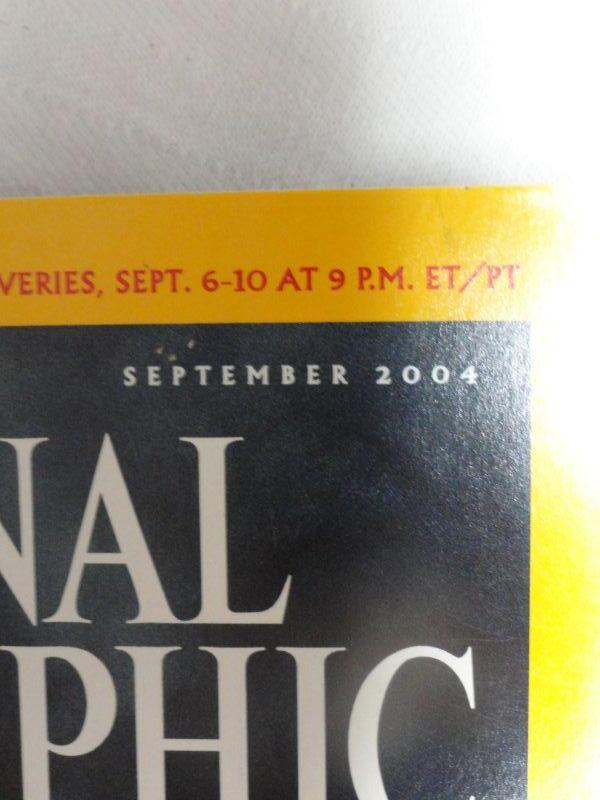 VERIES, SEPT. 6-10 AT 9 P.M. ET/PT
SEPTEMBER 2004
NAL
PHIC